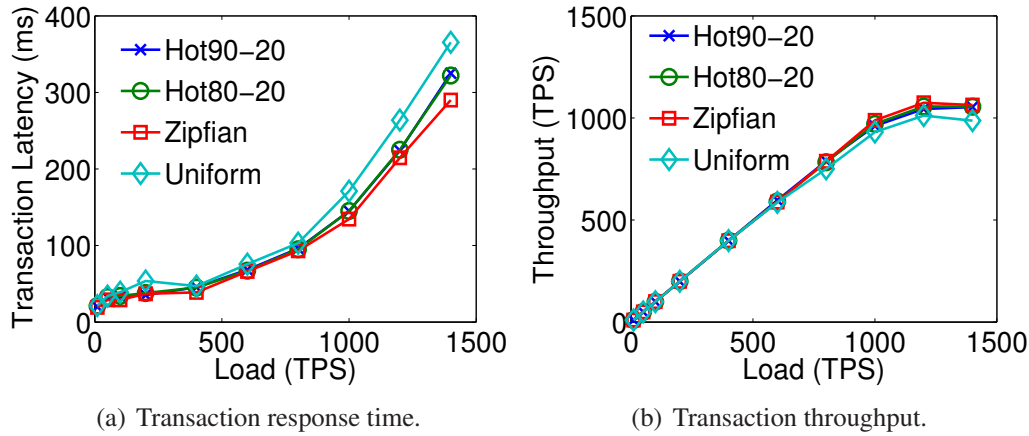 Transaction Latency (ms)
400
300
200
100
0
Hot90−20
Hot80−20
Zipfian
Uniform
0
500
1000
1500
Load (TPS)
(a) Transaction response time.
Throughput (TPS)
1500
1000
500
0
Hot90−20
Hot80−20
Zipfian
Uniform
0
500
1000
1500
Load (TPS)
(b) Transaction throughput.